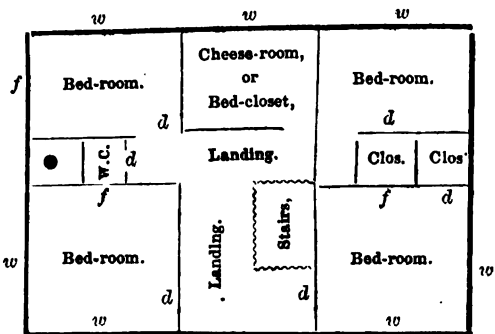 w w w
Cheese-room,
f Bed-room. or Bed-room.
Bed-closet,
d d
W.C. d Landing. Clos. Clos
f f d
Landing. Stairs,
w Bed-room. Bed-room. w
d d
w w